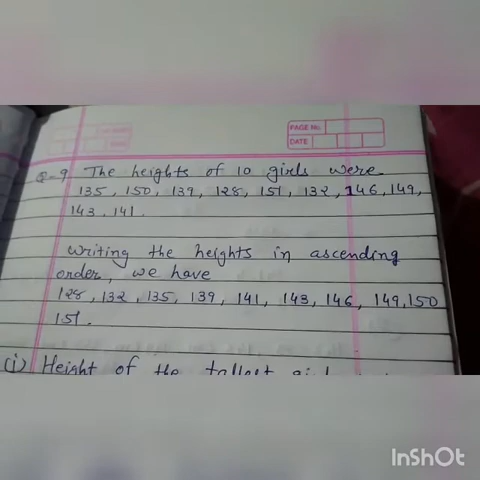 PAGE No.
DATE
Q-9 The heights of 10 girls were
135, 150, 139, 128, 151, 132, 146, 149,
143, 141.
Writing the heights in ascending
order, we have
128, 132, 135, 139, 141, 143, 146, 149, 150
151.
(i) Height of the tallest girl
InShOt